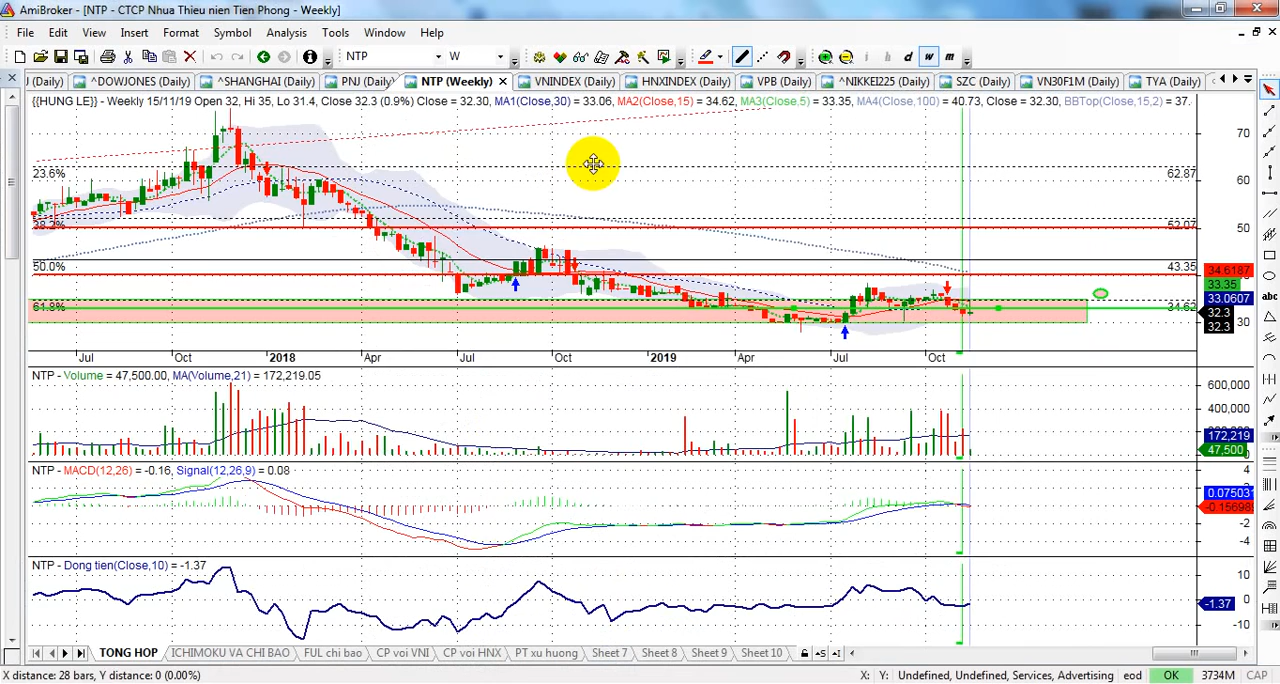 AmiBroker - [NTP - CTCP Nhua Thieu nien Tien Phong - Weekly]
File Edit View Insert Format Symbol Analysis Tools Window Help
NTP W h d w m
J (Daily) ^DOWJONES (Daily) ^SHANGHAI (Daily) PNJ (Daily) NTP (Weekly) VNINDEX (Daily) HNXINDEX (Daily) VPB (Daily) ^NIKKEI225 (Daily) SZC (Daily) VN30F1M (Daily) TYA (Daily)
{{HUNG LE}} - Weekly 15/11/19 Open 32, Hi 35, Lo 31.4, Close 32.3 (0.9%) Close = 32.30, MA1(Close,30) = 33.06, MA2(Close,15) = 34.62, MA3(Close,5) = 33.35, MA4(Close,100) = 40.73, Close = 32.30, BBTop(Close,15,2) = 37.
70
23.6% 62.87
60
38.2% 52.07
50
50.0% 43.35
34.6187
33.35
33.0607
61.8% 34.62
32.3
32.3
30
Jul Oct 2018 Apr Jul Oct 2019 Apr Jul Oct
NTP - Volume = 47,500.00, MA(Volume,21) = 172,219.05
600,000
400,000
172,219
47,500
NTP - MACD(12,26) = -0.16, Signal(12,26,9) = 0.08
4
2
0.07503
-0.15698
-2
-4
NTP - Dong tien(Close,10) = -1.37
10
0
-1.37
-10
abc
TONG HOP ICHIMOKU VA CHI BAO FUL chi bao CP voi VNI CP voi HNX PT xu huong Sheet 7 Sheet 8 Sheet 9 Sheet 10
X distance: 28 bars, Y distance: 0 (0.00%) X: Y: Undefined, Undefined, Services, Advertising eod OK 3734M CAP